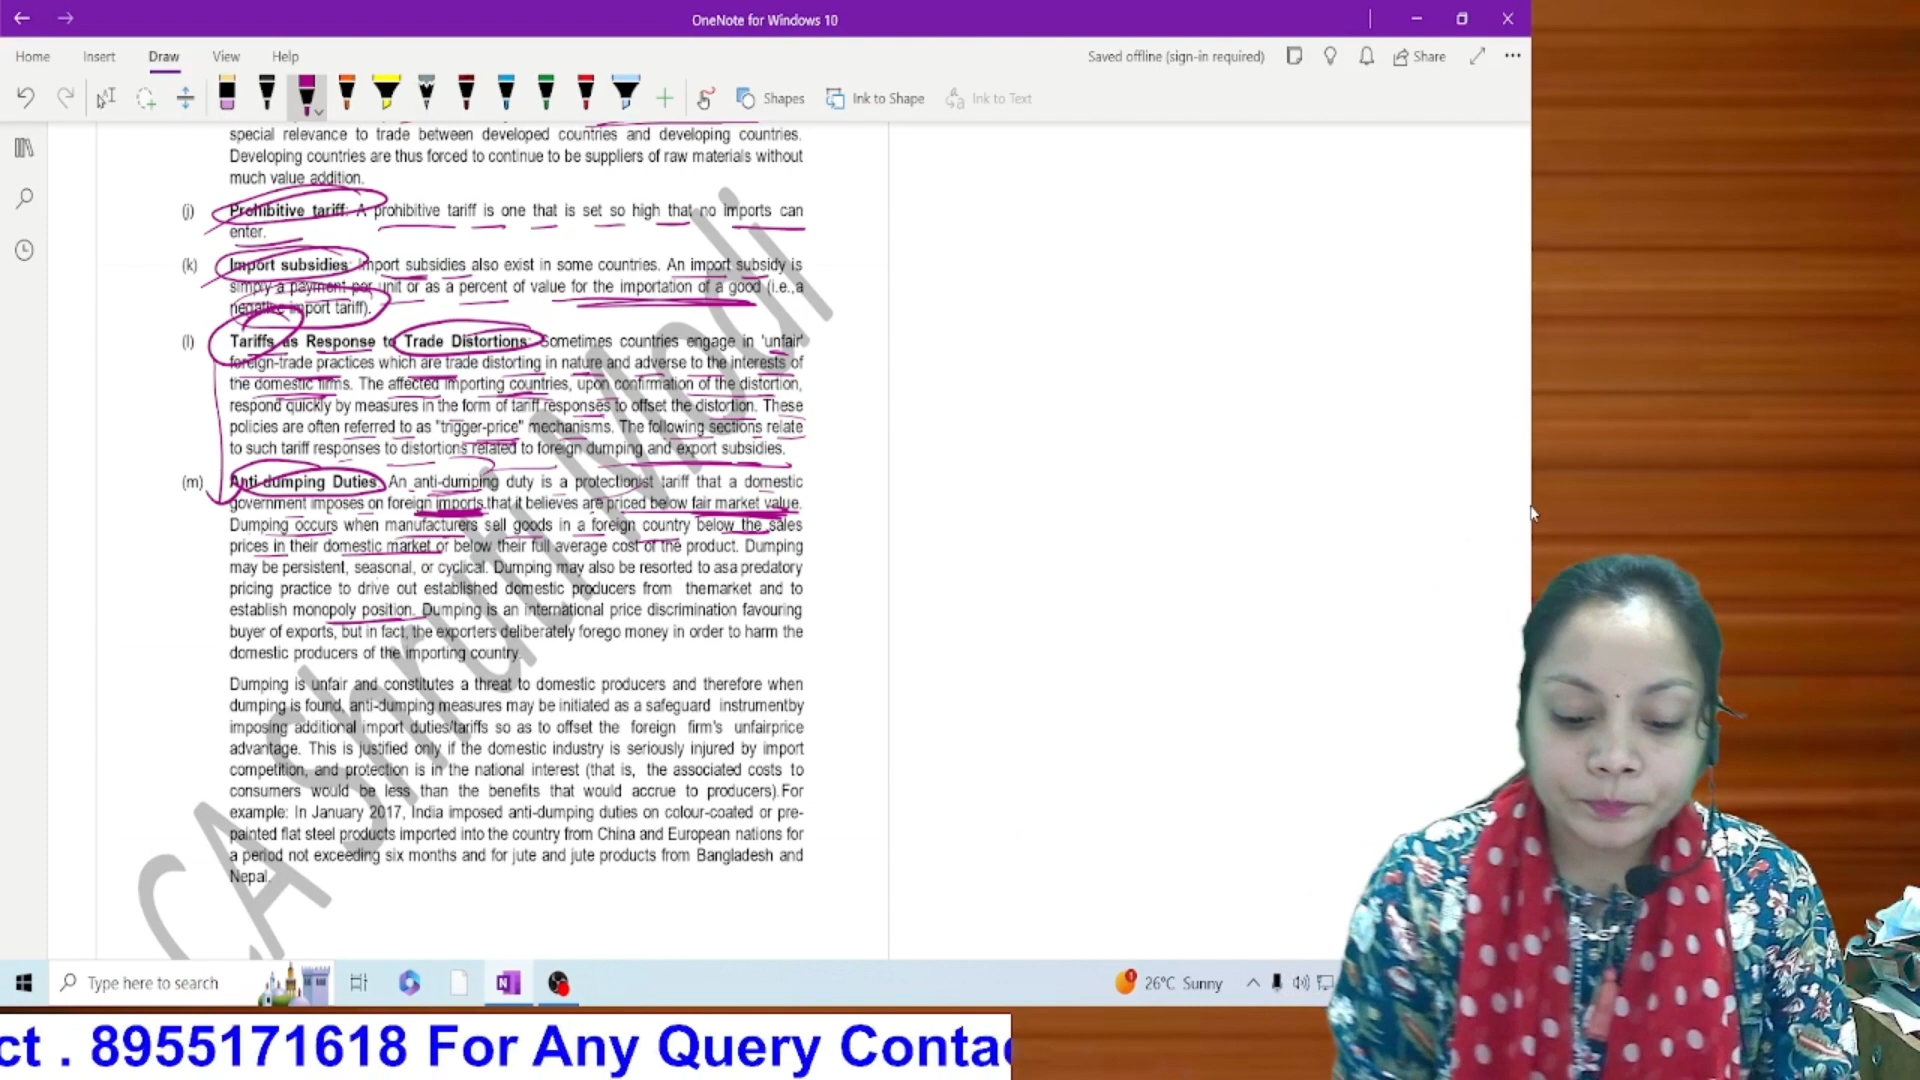 OneNote for Windows 10
Home Insert Draw View Help
Saved offline (sign-in required) Share
Shapes Ink to Shape Ink to Text
special relevance to trade between developed countries and developing countries.
Developing countries are thus forced to continue to be suppliers of raw materials without
much value addition.
(j) Prohibitive tariff: A prohibitive tariff is one that is set so high that no imports can
enter.
(k) Import subsidies: Import subsidies also exist in some countries. An import subsidy is
simply a payment per unit or as a percent of value for the importation of a good (i.e.,a
negative import tariff).
(l) Tariffs as Response to Trade Distortions: Sometimes countries engage in 'unfair'
foreign-trade practices which are trade distorting in nature and adverse to the interests of
the domestic firms. The affected importing countries, upon confirmation of the distortion,
respond quickly by measures in the form of tariff responses to offset the distortion. These
policies are often referred to as "trigger-price" mechanisms. The following sections relate
to such tariff responses to distortions related to foreign dumping and export subsidies.
(m) Anti-dumping Duties: An anti-dumping duty is a protectionist tariff that a domestic
government imposes on foreign imports that it believes are priced below fair market value.
Dumping occurs when manufacturers sell goods in a foreign country below the sales
prices in their domestic market or below their full average cost of the product. Dumping
may be persistent, seasonal, or cyclical. Dumping may also be resorted to asa predatory
pricing practice to drive out established domestic producers from themarket and to
establish monopoly position. Dumping is an international price discrimination favouring
buyer of exports, but in fact, the exporters deliberately forego money in order to harm the
domestic producers of the importing country.
Dumping is unfair and constitutes a threat to domestic producers and therefore when
dumping is found, anti-dumping measures may be initiated as a safeguard instrumentby
imposing additional import duties/tariffs so as to offset the foreign firm's unfairprice
advantage. This is justified only if the domestic industry is seriously injured by import
competition, and protection is in the national interest (that is, the associated costs to
consumers would be less than the benefits that would accrue to producers).For
example: In January 2017, India imposed anti-dumping duties on colour-coated or pre-
painted flat steel products imported into the country from China and European nations for
a period not exceeding six months and for jute and jute products from Bangladesh and
Nepal.
CA Shruti Modi
Type here to search
26°C Sunny
ct . 8955171618 For Any Query Contac